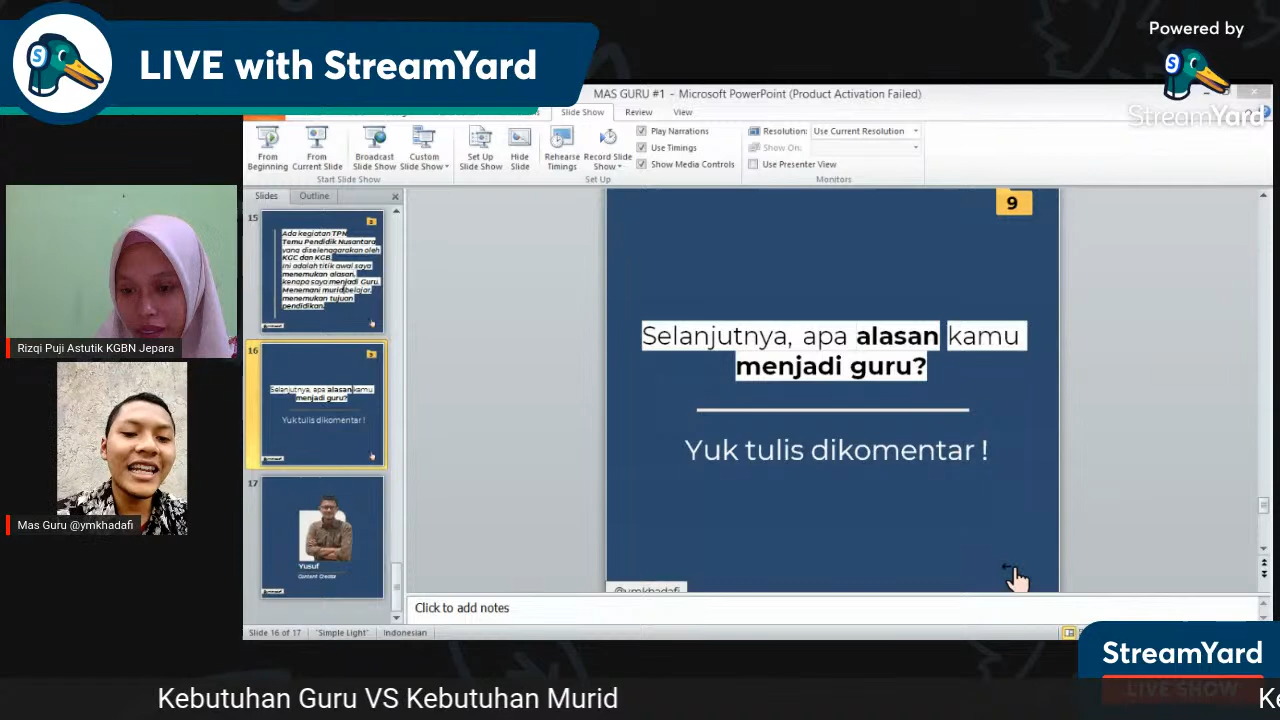 LIVE with StreamYard
Powered by
StreamYard
MAS GURU #1 - Microsoft PowerPoint (Product Activation Failed)
Slide Show
Review
View
From Beginning
From Current Slide
Broadcast Slide Show
Custom Slide Show
Start Slide Show
Set Up Slide Show
Hide Slide
Rehearse Timings
Record Slide Show
Play Narrations
Use Timings
Show Media Controls
Set Up
Resolution: Use Current Resolution
Show On:
Use Presenter View
Monitors
Slides
Outline
15
Ada kegiatan TPN
Temu Pendidik Nusantara
yang diselenggarakan oleh
KGC dan KGB.
Ini adalah titik awal saya
menemukan alasan,
kenapa saya menjadi Guru.
Menemani murid belajar,
menemukan tujuan
pendidikan.
16
9
Selanjutnya, apa alasan kamu
menjadi guru?
Yuk tulis dikomentar !
17
Yusuf
Content Creator
9
Selanjutnya, apa alasan kamu
menjadi guru?
Yuk tulis dikomentar !
@ymkhadafi
Click to add notes
Slide 16 of 17
"Simple Light"
Indonesian
Rizqi Puji Astutik KGBN Jepara
Mas Guru @ymkhadafi
StreamYard
LIVE SHOW
Kebutuhan Guru VS Kebutuhan Murid